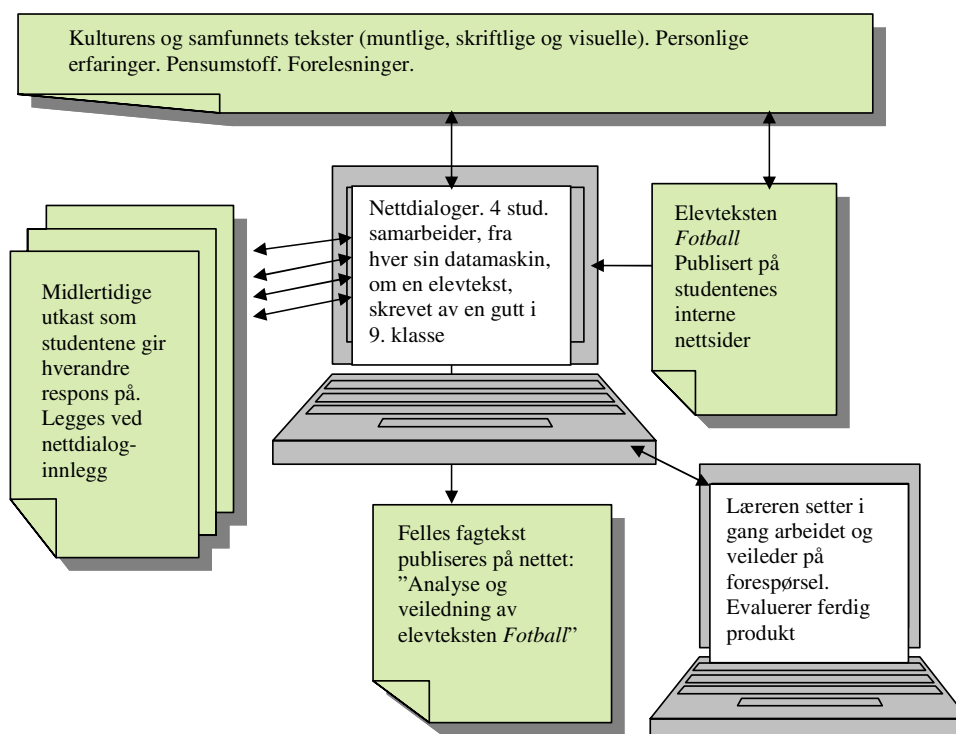 Kulturens og samfunnets tekster (muntlige, skriftlige og visuelle). Personlige
erfaringer. Pensumstoff. Forelesninger.
Midlertidige
utkast som
studentene gir
hverandre
respons på.
Legges ved
nettdialog-
innlegg
Nettdialoger. 4 stud.
samarbeider, fra
hver sin datamaskin,
om en elevtekst,
skrevet av en gutt i
9. klasse
Elevteksten
Fotball
Publisert på
studentenes
interne
nettsider
Felles fagtekst
publiseres på nettet:
”Analyse og
veiledning av
elevteksten Fotball”
Læreren setter i
gang arbeidet og
veileder på
forespørsel.
Evaluerer ferdig
produkt